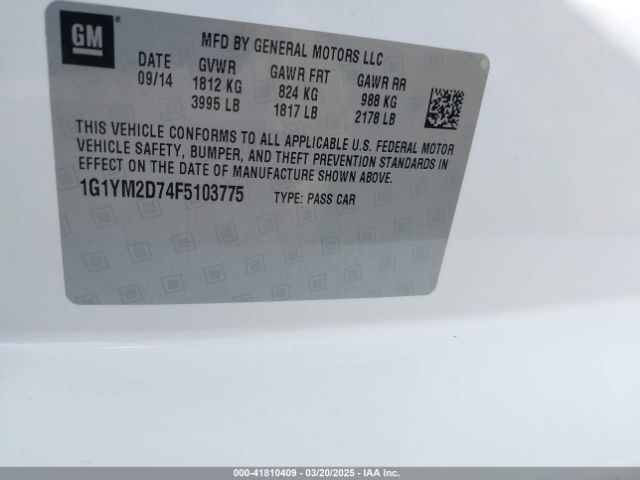 GM ®
MFD BY GENERAL MOTORS LLC
DATE GVWR GAWR FRT GAWR RR
09/14 1812 KG 824 KG 988 KG
3995 LB 1817 LB 2178 LB
THIS VEHICLE CONFORMS TO ALL APPLICABLE U.S. FEDERAL MOTOR
VEHICLE SAFETY, BUMPER, AND THEFT PREVENTION STANDARDS IN
EFFECT ON THE DATE OF MANUFACTURE SHOWN ABOVE.
1G1YM2D74F5103775 TYPE: PASS CAR
000-41810409 - 03/20/2025 - IAA Inc.